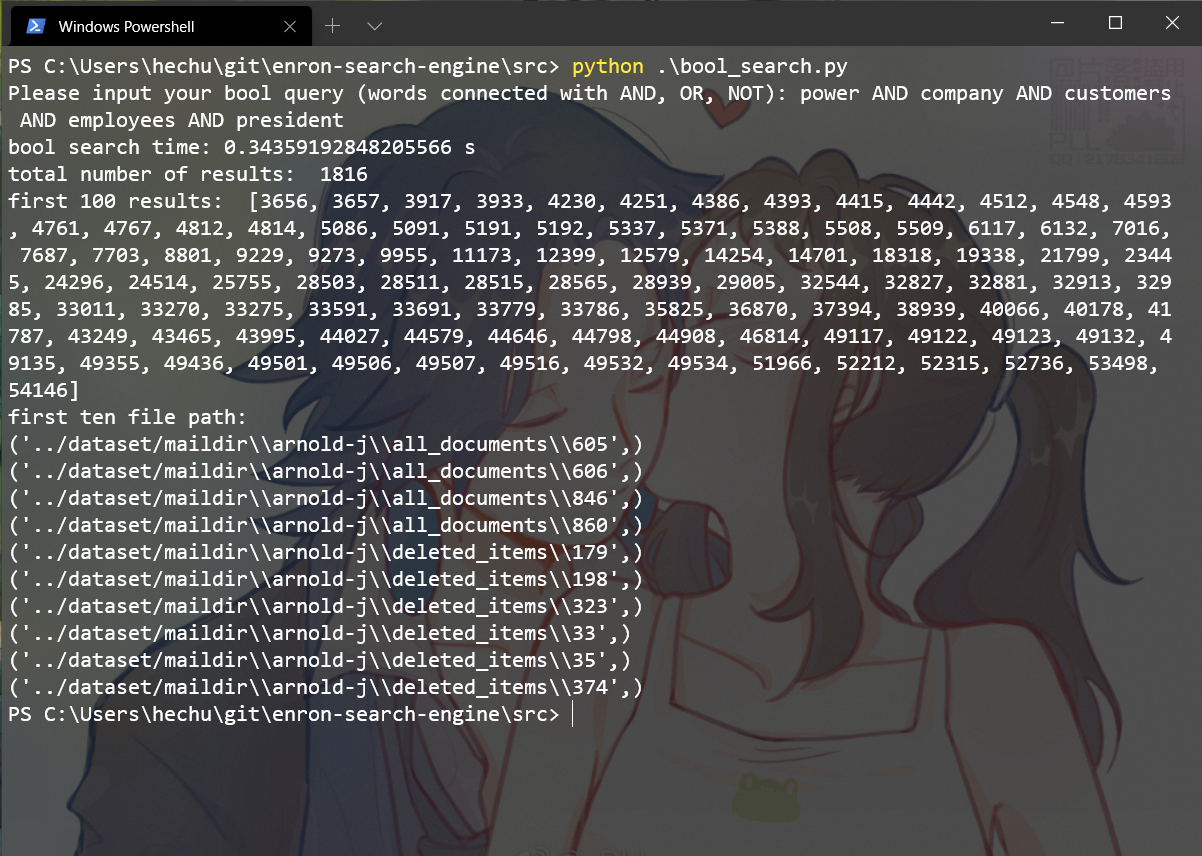 Windows Powershell
PS C:\Users\hechu\git\enron-search-engine\src> python .\bool_search.py
Please input your bool query (words connected with AND, OR, NOT): power AND company AND customers
 AND employees AND president
bool search time: 0.34359192848205566 s
total number of results:  1816
first 100 results:  [3656, 3657, 3917, 3933, 4230, 4251, 4386, 4393, 4415, 4442, 4512, 4548, 4593
, 4761, 4767, 4812, 4814, 5086, 5091, 5191, 5192, 5337, 5371, 5388, 5508, 5509, 6117, 6132, 7016,
 7687, 7703, 8801, 9229, 9273, 9955, 11173, 12399, 12579, 14254, 14701, 18318, 19338, 21799, 2344
5, 24296, 24514, 25755, 28503, 28511, 28515, 28565, 28939, 29005, 32544, 32827, 32881, 32913, 329
85, 33011, 33270, 33275, 33591, 33691, 33779, 33786, 35825, 36870, 37394, 38939, 40066, 40178, 41
787, 43249, 43465, 43995, 44027, 44579, 44646, 44798, 44908, 46814, 49117, 49122, 49123, 49132, 4
9135, 49355, 49436, 49501, 49506, 49507, 49516, 49532, 49534, 51966, 52212, 52315, 52736, 53498,
54146]
first ten file path:
('../dataset/maildir\\arnold-j\\all_documents\\605',)
('../dataset/maildir\\arnold-j\\all_documents\\606',)
('../dataset/maildir\\arnold-j\\all_documents\\846',)
('../dataset/maildir\\arnold-j\\all_documents\\860',)
('../dataset/maildir\\arnold-j\\deleted_items\\179',)
('../dataset/maildir\\arnold-j\\deleted_items\\198',)
('../dataset/maildir\\arnold-j\\deleted_items\\323',)
('../dataset/maildir\\arnold-j\\deleted_items\\33',)
('../dataset/maildir\\arnold-j\\deleted_items\\35',)
('../dataset/maildir\\arnold-j\\deleted_items\\374',)
PS C:\Users\hechu\git\enron-search-engine\src>